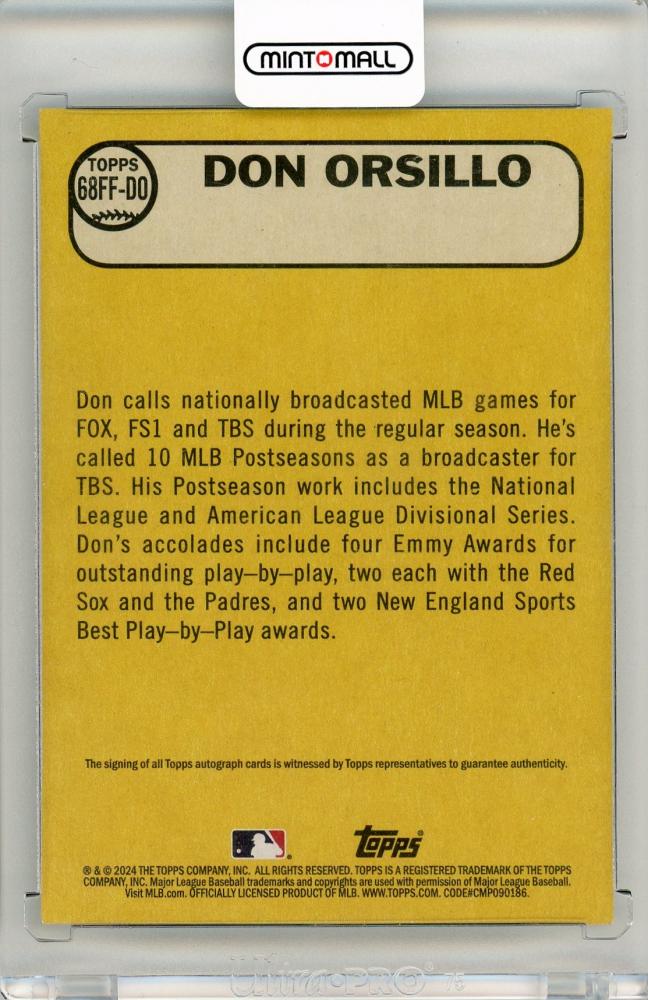 MINTOMALL
TOPPS
68FF-DO
DON ORSILLO
Don calls nationally broadcasted MLB games for
FOX, FS1 and TBS during the regular season. He's
called 10 MLB Postseasons as a broadcaster for
TBS. His Postseason work includes the National
League and American League Divisional Series.
Don's accolades include four Emmy Awards for
outstanding play–by–play, two each with the Red
Sox and the Padres, and two New England Sports
Best Play–by–Play awards.
The signing of all Topps autograph cards is witnessed by Topps representatives to guarantee authenticity.
Topps®
® & © 2024 THE TOPPS COMPANY, INC. ALL RIGHTS RESERVED. TOPPS IS A REGISTERED TRADEMARK OF THE TOPPS
COMPANY, INC. Major League Baseball trademarks and copyrights are used with permission of Major League Baseball.
Visit MLB.com. OFFICIALLY LICENSED PRODUCT OF MLB. WWW.TOPPS.COM. CODE#CMP090186.
Ultra·PRO® 75